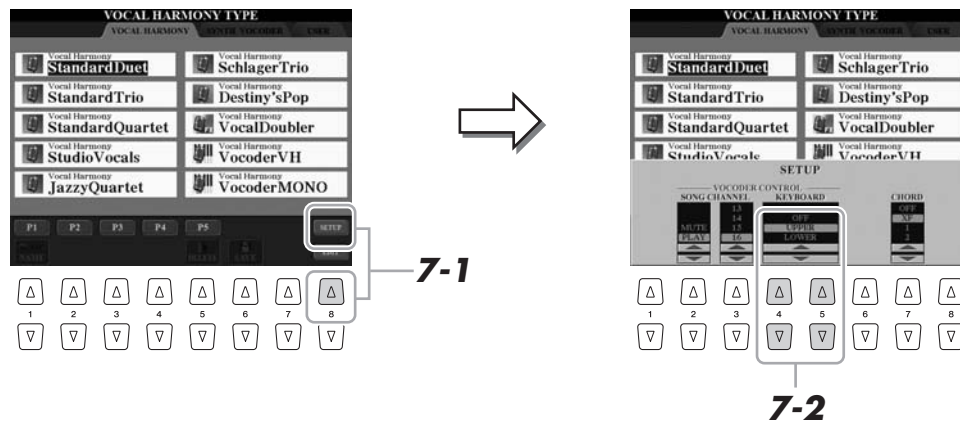 VOCAL HARMONY TYPE
VOCAL HARMONY SYNTH VOCODER USER
Vocal Harmony Vocal Harmony
StandardDuet SchlagerTrio
Vocal Harmony Vocal Harmony
StandardTrio Destiny'sPop
Vocal Harmony Vocal Harmony
StandardQuartet VocalDoubler
Vocal Harmony Vocal Harmony
StudioVocals VocoderVH
Vocal Harmony Vocal Harmony
JazzyQuartet VocoderMONO
P1 P2 P3 P4 P5 SETUP
NAME DELETE SAVE EDIT
1 2 3 4 5 6 7 8
7-1
VOCAL HARMONY TYPE
VOCAL HARMONY SYNTH VOCODER USER
Vocal Harmony Vocal Harmony
StandardDuet SchlagerTrio
Vocal Harmony Vocal Harmony
StandardTrio Destiny'sPop
Vocal Harmony Vocal Harmony
StandardQuartet VocalDoubler
Vocal Harmony Vocal Harmony
StudioVocals VocoderVH
SETUP
VOCODER CONTROL
SONG CHANNEL KEYBOARD CHORD
13 OFF
14 OFF XF
MUTE 15 UPPER 1
PLAY 16 LOWER 2
1 2 3 4 5 6 7 8
7-2